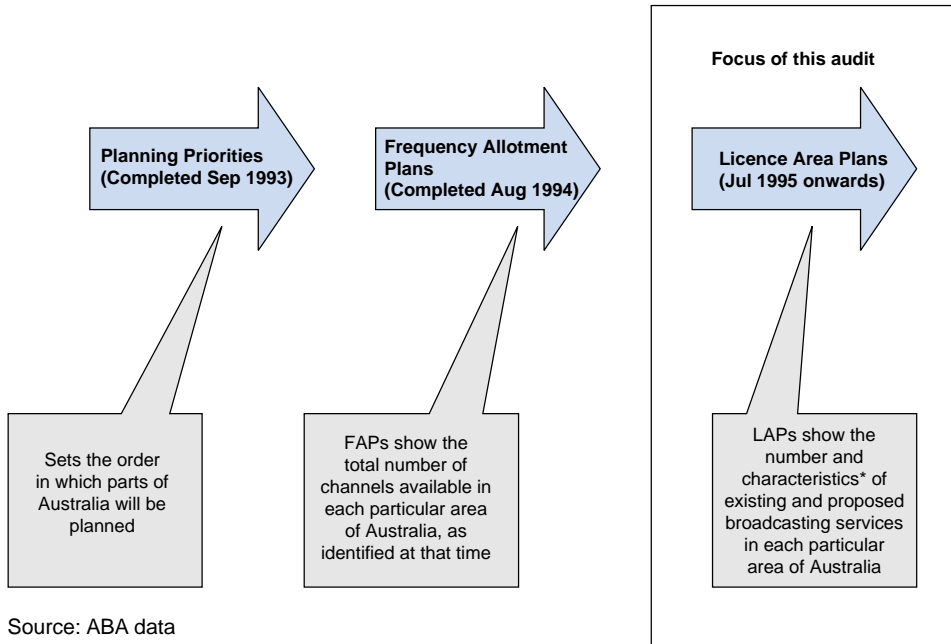 Focus of this audit
Planning Priorities
(Completed Sep 1993)
Frequency Allotment
Plans
(Completed Aug 1994)
Licence Area Plans
(Jul 1995 onwards)
Sets the order
in which parts of
Australia will be
planned
FAPs show the
total number of
channels available in
each particular area
of Australia, as
identified at that time
LAPs show the
number and
characteristics* of
existing and proposed
broadcasting services
in each particular
area of Australia
Source: ABA data